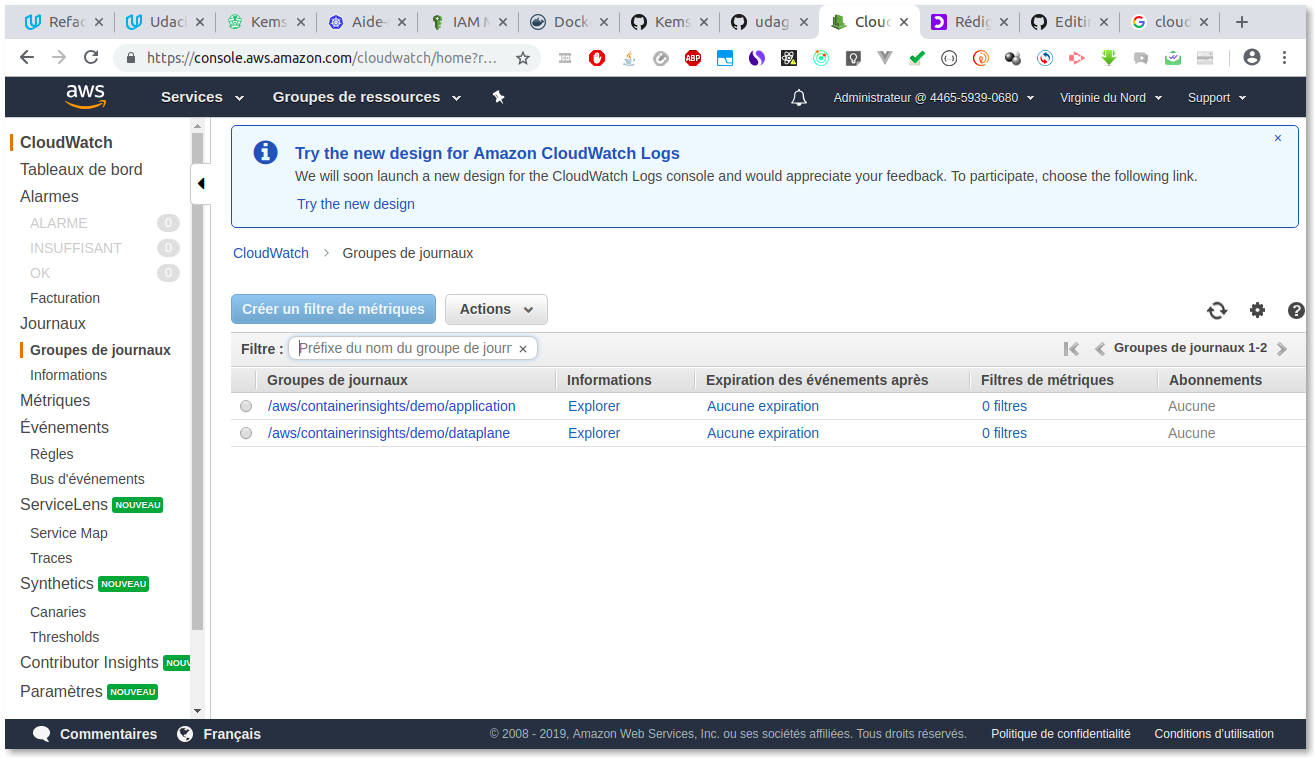 Refac Udaci Kems Aide- IAM M Dock Kems udag Clou Rédig Editin cloud
https://console.aws.amazon.com/cloudwatch/home?r... ABP
aws Services Groupes de ressources Administrateur @ 4465-5939-0680 Virginie du Nord Support
CloudWatch
Tableaux de bord
Alarmes
ALARME 0
INSUFFISANT 0
OK 0
Facturation
Journaux
Groupes de journaux
Informations
Métriques
Événements
Règles
Bus d'événements
ServiceLens NOUVEAU
Service Map
Traces
Synthetics NOUVEAU
Canaries
Thresholds
Contributor Insights NOUV
Paramètres NOUVEAU
Try the new design for Amazon CloudWatch Logs
We will soon launch a new design for the CloudWatch Logs console and would appreciate your feedback. To participate, choose the following link.
Try the new design
CloudWatch Groupes de journaux
Créer un filtre de métriques Actions
Filtre : Préfixe du nom du groupe de journ Groupes de journaux 1-2
Groupes de journaux Informations Expiration des événements après Filtres de métriques Abonnements
/aws/containerinsights/demo/application Explorer Aucune expiration 0 filtres Aucune
/aws/containerinsights/demo/dataplane Explorer Aucune expiration 0 filtres Aucune
Commentaires Français © 2008 - 2019, Amazon Web Services, Inc. ou ses sociétés affiliées. Tous droits réservés. Politique de confidentialité Conditions d'utilisation